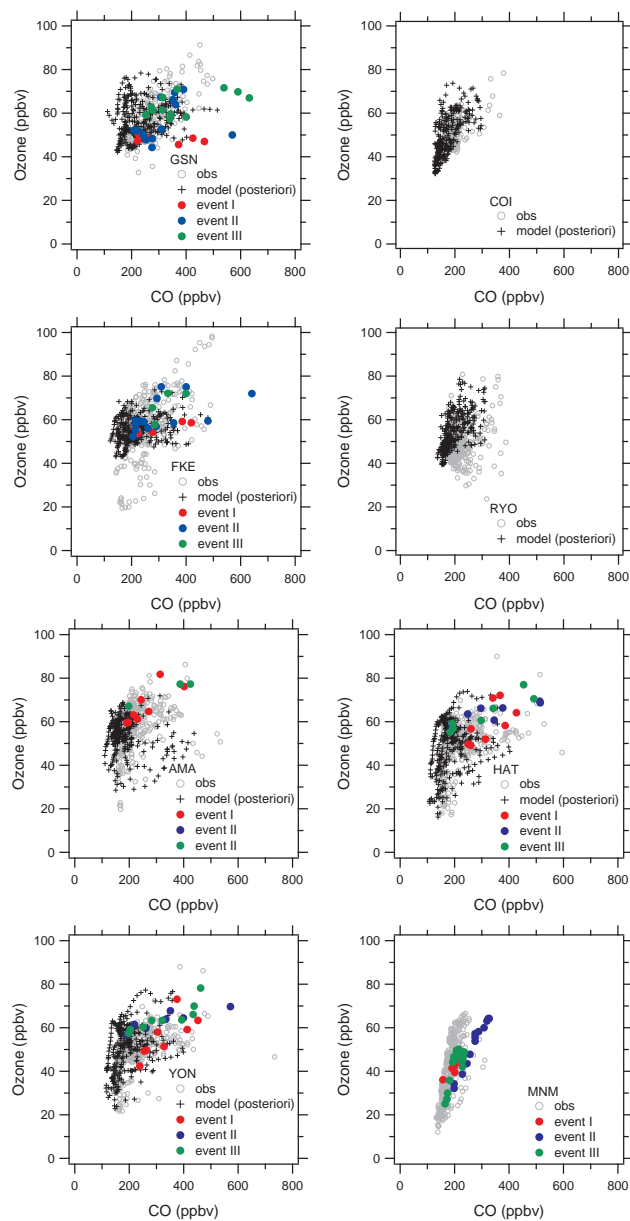 100
80
60
40
20
0
Ozone (ppbv)
GSN
obs
model (posteriori)
event I
event II
event III
0
200
400
600
800
CO (ppbv)
100
80
60
40
20
0
Ozone (ppbv)
COI
obs
model (posteriori)
0
200
400
600
800
CO (ppbv)
100
80
60
40
20
0
Ozone (ppbv)
FKE
obs
model (posteriori)
event I
event II
event III
0
200
400
600
800
CO (ppbv)
100
80
60
40
20
0
Ozone (ppbv)
RYO
obs
model (posteriori)
0
200
400
600
800
CO (ppbv)
100
80
60
40
20
0
Ozone (ppbv)
AMA
obs
model (posteriori)
event I
event II
event II
0
200
400
600
800
CO (ppbv)
100
80
60
40
20
0
Ozone (ppbv)
HAT
obs
model (posteriori)
event I
event II
event III
0
200
400
600
800
CO (ppbv)
100
80
60
40
20
0
Ozone (ppbv)
YON
obs
model (posteriori)
event I
event II
event III
0
200
400
600
800
CO (ppbv)
100
80
60
40
20
0
Ozone (ppbv)
MNM
obs
event I
event II
event III
0
200
400
600
800
CO (ppbv)